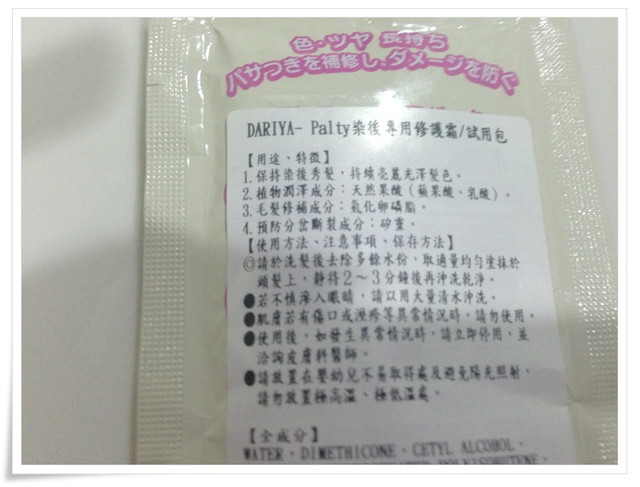 色・ツヤ 長持ち
パサつきを補修し、ダメージを防ぐ
DARIYA- Palty染後專用修護霜/試用包
【用途、特徵】
1.保持染後秀髮，持續亮麗光澤髮色。
2.植物潤澤成分：天然果酸（蘋果酸、乳酸）.
3.毛髮修補成分：氫化卵磷脂。
4.預防分岔斷裂成分：矽靈。
【使用方法、注意事項、保存方法】
◎請於洗髮後去除多餘水份，取適量均勻塗抹於
頭髮上，靜待2～3分鐘後再沖洗乾淨。
●若不慎滲入眼睛，請以用大量清水沖洗。
●肌膚若有傷口或溼疹等異常情況時，請勿使用。
●使用後，如發生異常情況時，請立即停用，並
洽詢皮膚科醫師。
●請放置在嬰幼兒不易取得處及避免陽光照射，
請勿放置極高溫、極低溫處。
【全成分】
WATER、DIMETHICONE、CETYL ALCOHOL、